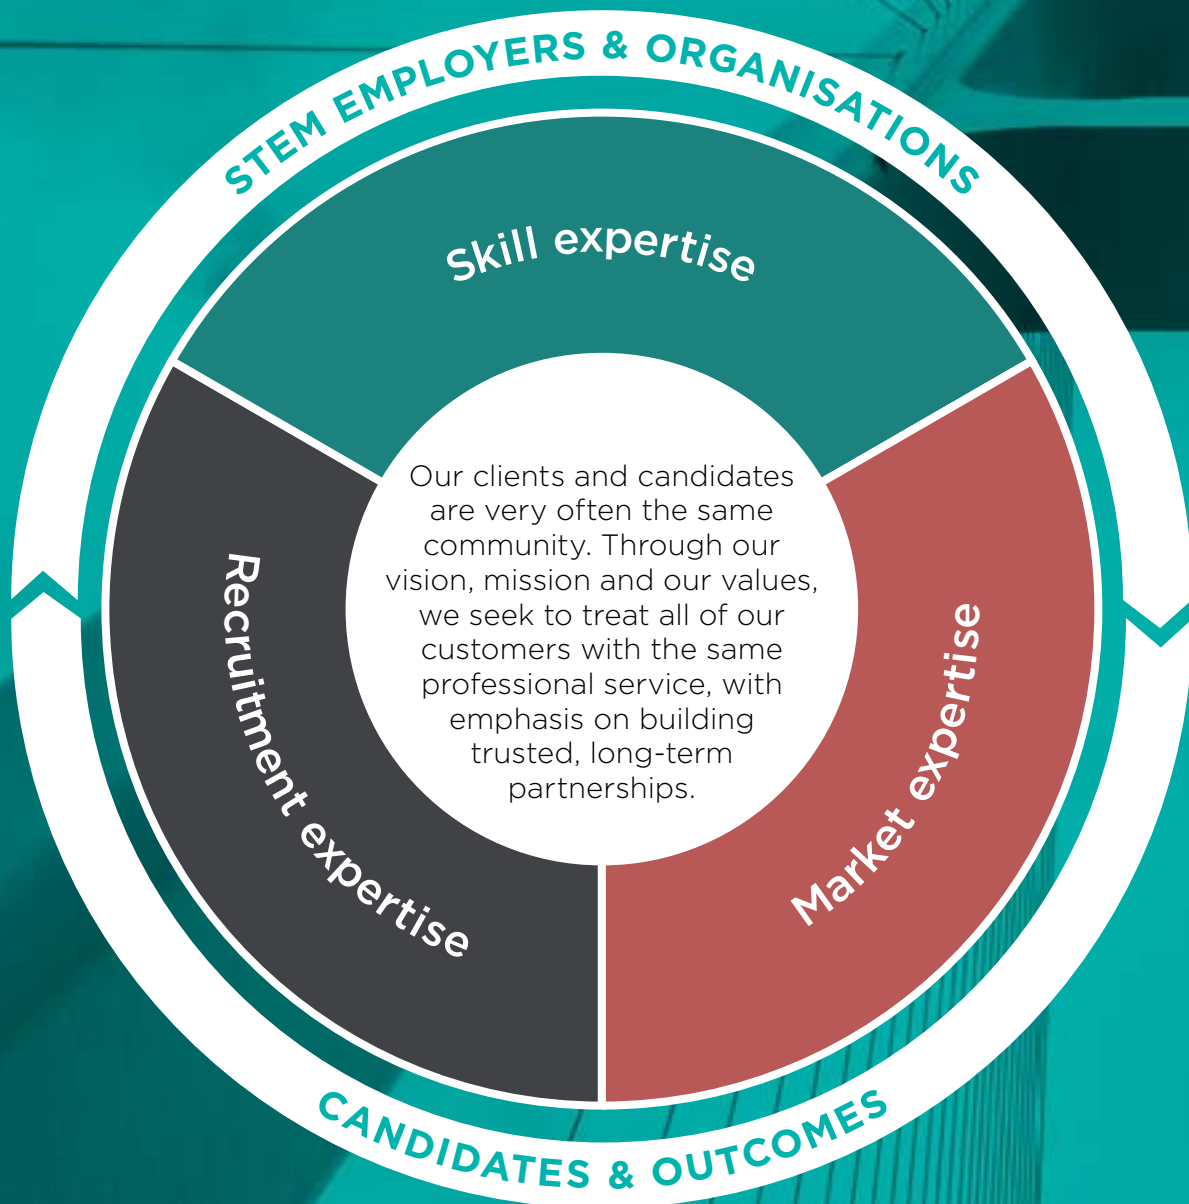 STEM EMPLOYERS & ORGANISATIONS
Skill expertise
Our clients and candidates
are very often the same
community. Through our
vision, mission and our values,
we seek to treat all of our
customers with the same
professional service, with
emphasis on building
trusted, long-term
partnerships.
Recruitment expertise
Market expertise
CANDIDATES & OUTCOMES